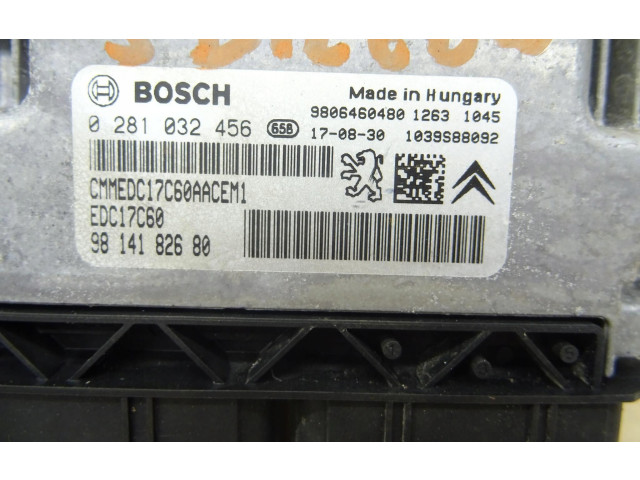 BOSCH
Made in Hungary
9806460480 1263 1045
0 281 032 456 65B 17-08-30 1039S88092
CMMEDC17C60AACEM1
EDC17C60
98 141 826 80